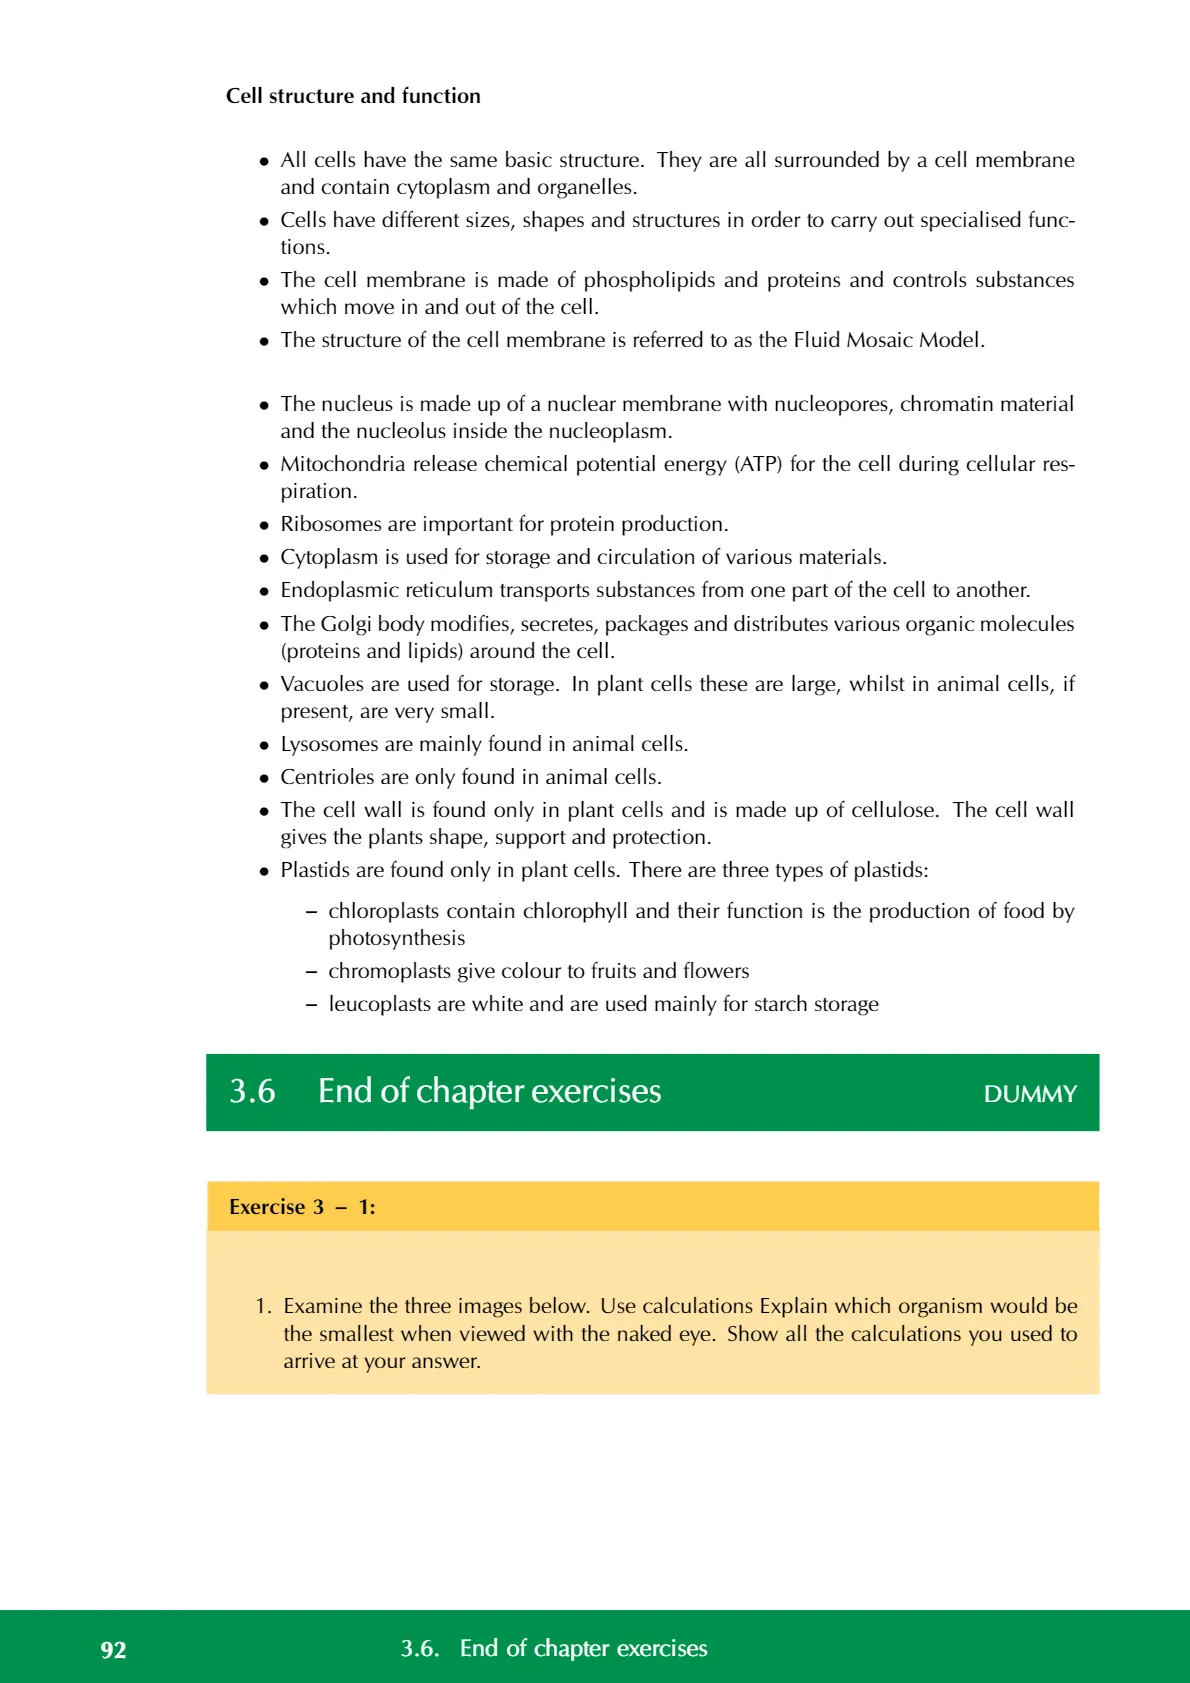 Cell structure and function
• All cells have the same basic structure. They are all surrounded by a cell membrane
and contain cytoplasm and organelles.
• Cells have different sizes, shapes and structures in order to carry out specialised func-
tions.
• The cell membrane is made of phospholipids and proteins and controls substances
which move in and out of the cell.
• The structure of the cell membrane is referred to as the Fluid Mosaic Model.
• The nucleus is made up of a nuclear membrane with nucleopores, chromatin material
and the nucleolus inside the nucleoplasm.
• Mitochondria release chemical potential energy (ATP) for the cell during cellular res-
piration.
• Ribosomes are important for protein production.
• Cytoplasm is used for storage and circulation of various materials.
• Endoplasmic reticulum transports substances from one part of the cell to another.
• The Golgi body modifies, secretes, packages and distributes various organic molecules
(proteins and lipids) around the cell.
• Vacuoles are used for storage. In plant cells these are large, whilst in animal cells, if
present, are very small.
• Lysosomes are mainly found in animal cells.
• Centrioles are only found in animal cells.
• The cell wall is found only in plant cells and is made up of cellulose. The cell wall
gives the plants shape, support and protection.
• Plastids are found only in plant cells. There are three types of plastids:
– chloroplasts contain chlorophyll and their function is the production of food by
photosynthesis
– chromoplasts give colour to fruits and flowers
– leucoplasts are white and are used mainly for starch storage
3.6 End of chapter exercises DUMMY
Exercise 3 – 1:
1. Examine the three images below. Use calculations Explain which organism would be
the smallest when viewed with the naked eye. Show all the calculations you used to
arrive at your answer.
92 3.6. End of chapter exercises